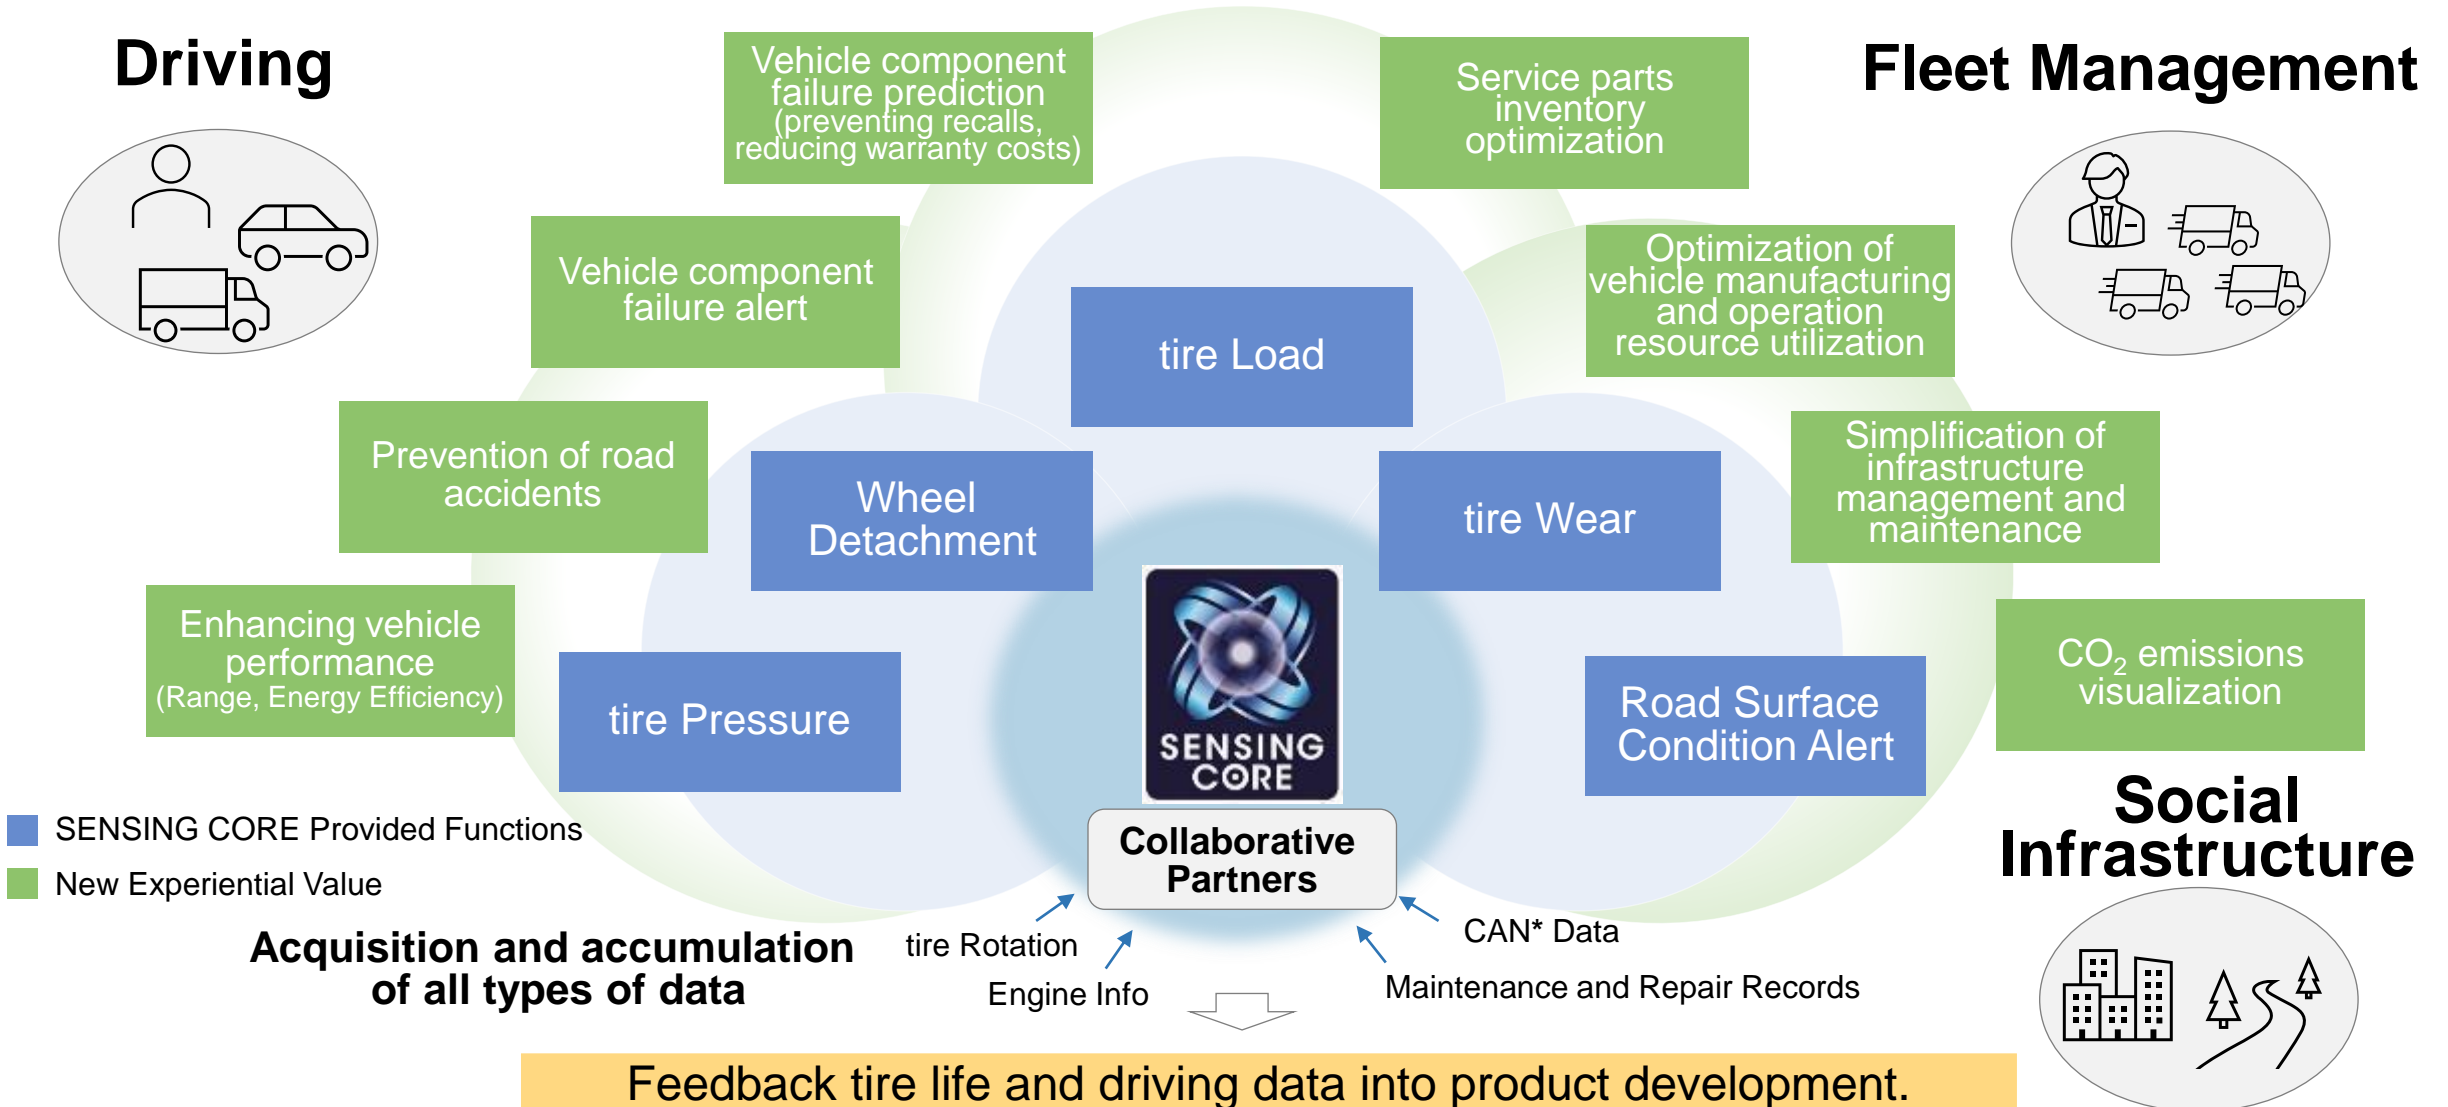 Driving
Fleet Management
Vehicle component
failure prediction
(preventing recalls,
reducing warranty costs)
Service parts
inventory
optimization
Vehicle component
failure alert
Optimization of
vehicle manufacturing
and operation
resource utilization
tire Load
Prevention of road
accidents
Simplification of
infrastructure
management and
maintenance
Wheel
Detachment
tire Wear
Enhancing vehicle
performance
(Range, Energy Efficiency)
CO₂ emissions
visualization
tire Pressure
Road Surface
Condition Alert
SENSING
CORE
Social
Infrastructure
SENSING CORE Provided Functions
New Experiential Value
Collaborative
Partners
Acquisition and accumulation
of all types of data
tire Rotation
Engine Info
CAN* Data
Maintenance and Repair Records
Feedback tire life and driving data into product development.